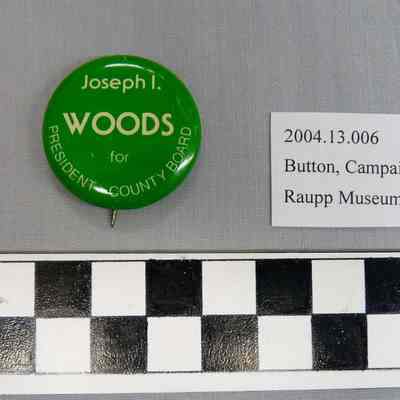 Joseph I.
WOODS
for
PRESIDENT COUNTY BOARD
2004.13.006
Button, Campai
Raupp Museum